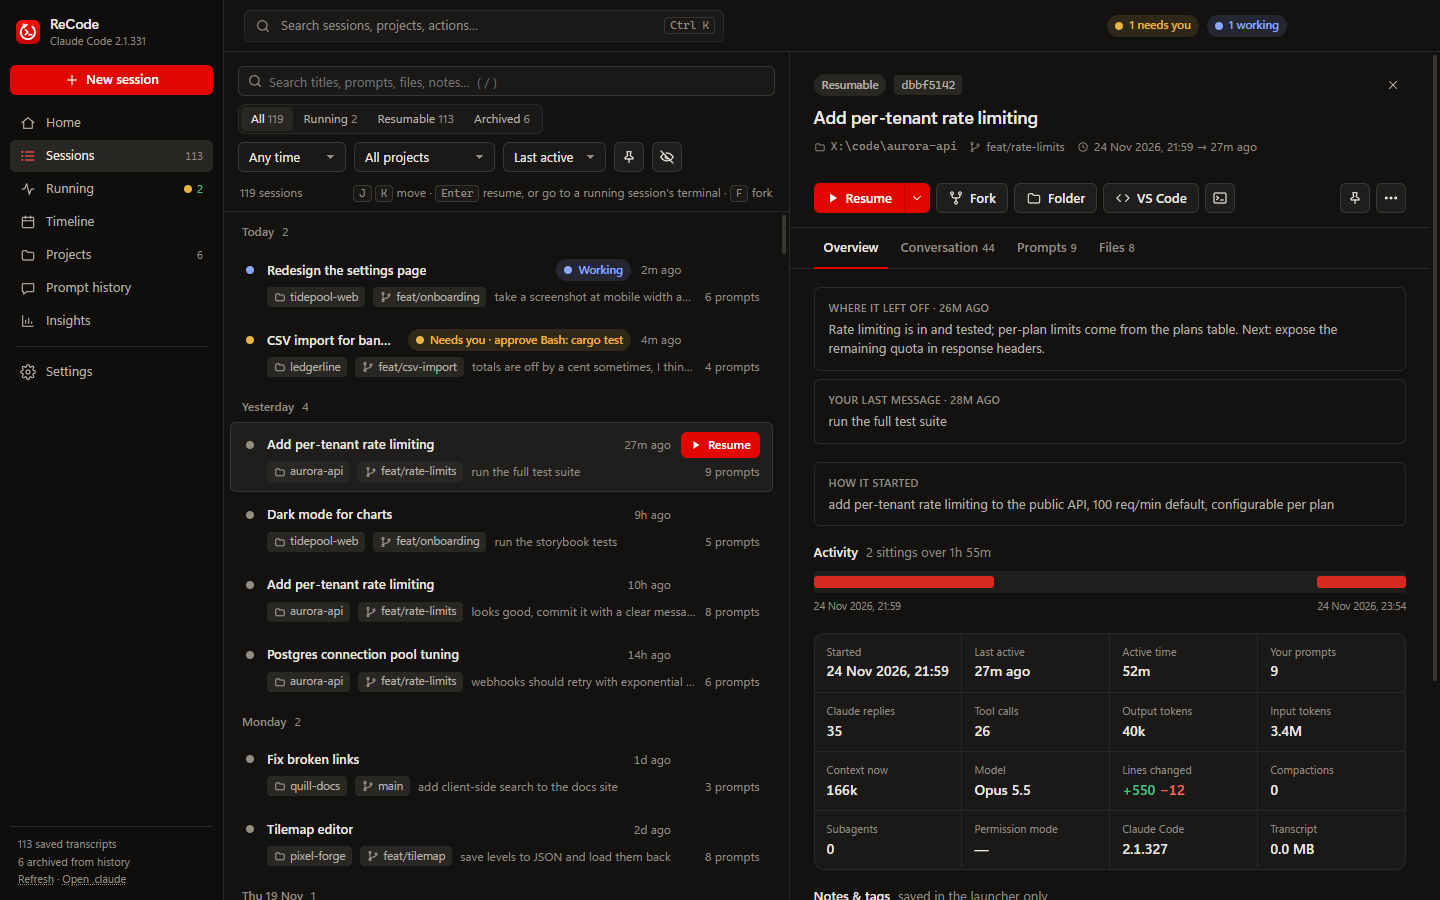 ReCode
Claude Code 2.1.331
New session
Home
Sessions 113
Running 2
Timeline
Projects 6
Prompt history
Insights
Settings
113 saved transcripts
6 archived from history
Refresh · Open .claude
Search sessions, projects, actions... Ctrl K
1 needs you 1 working
Search titles, prompts, files, notes... ( / )
All 119 Running 2 Resumable 113 Archived 6
Any time All projects Last active
119 sessions J K move · Enter resume, or go to a running session's terminal · F fork
Today 2
Redesign the settings page Working 2m ago
tidepool-web feat/onboarding take a screenshot at mobile width a... 6 prompts
CSV import for ban... Needs you · approve Bash: cargo test 4m ago
ledgerline feat/csv-import totals are off by a cent sometimes, I thin... 4 prompts
Yesterday 4
Add per-tenant rate limiting 27m ago Resume
aurora-api feat/rate-limits run the full test suite 9 prompts
Dark mode for charts 9h ago
tidepool-web feat/onboarding run the storybook tests 5 prompts
Add per-tenant rate limiting 10h ago
aurora-api feat/rate-limits looks good, commit it with a clear messa... 8 prompts
Postgres connection pool tuning 14h ago
aurora-api feat/rate-limits webhooks should retry with exponential ... 6 prompts
Monday 2
Fix broken links 1d ago
quill-docs main add client-side search to the docs site 3 prompts
Tilemap editor 2d ago
pixel-forge feat/tilemap save levels to JSON and load them back 8 prompts
Thu 19 Nov 1
Resumable dbbf5142
Add per-tenant rate limiting
X:\code\aurora-api feat/rate-limits 24 Nov 2026, 21:59 → 27m ago
Resume Fork Folder VS Code
Overview Conversation 44 Prompts 9 Files 8
WHERE IT LEFT OFF · 26M AGO
Rate limiting is in and tested; per-plan limits come from the plans table. Next: expose the
remaining quota in response headers.
YOUR LAST MESSAGE · 28M AGO
run the full test suite
HOW IT STARTED
add per-tenant rate limiting to the public API, 100 req/min default, configurable per plan
Activity 2 sittings over 1h 55m
24 Nov 2026, 21:59 24 Nov 2026, 23:54
Started Last active Active time Your prompts
24 Nov 2026, 21:59 27m ago 52m 9
Claude replies Tool calls Output tokens Input tokens
35 26 40k 3.4M
Context now Model Lines changed Compactions
166k Opus 5.5 +550 −12 0
Subagents Permission mode Claude Code Transcript
0 — 2.1.327 0.0 MB
Notes & tags saved in the launcher only